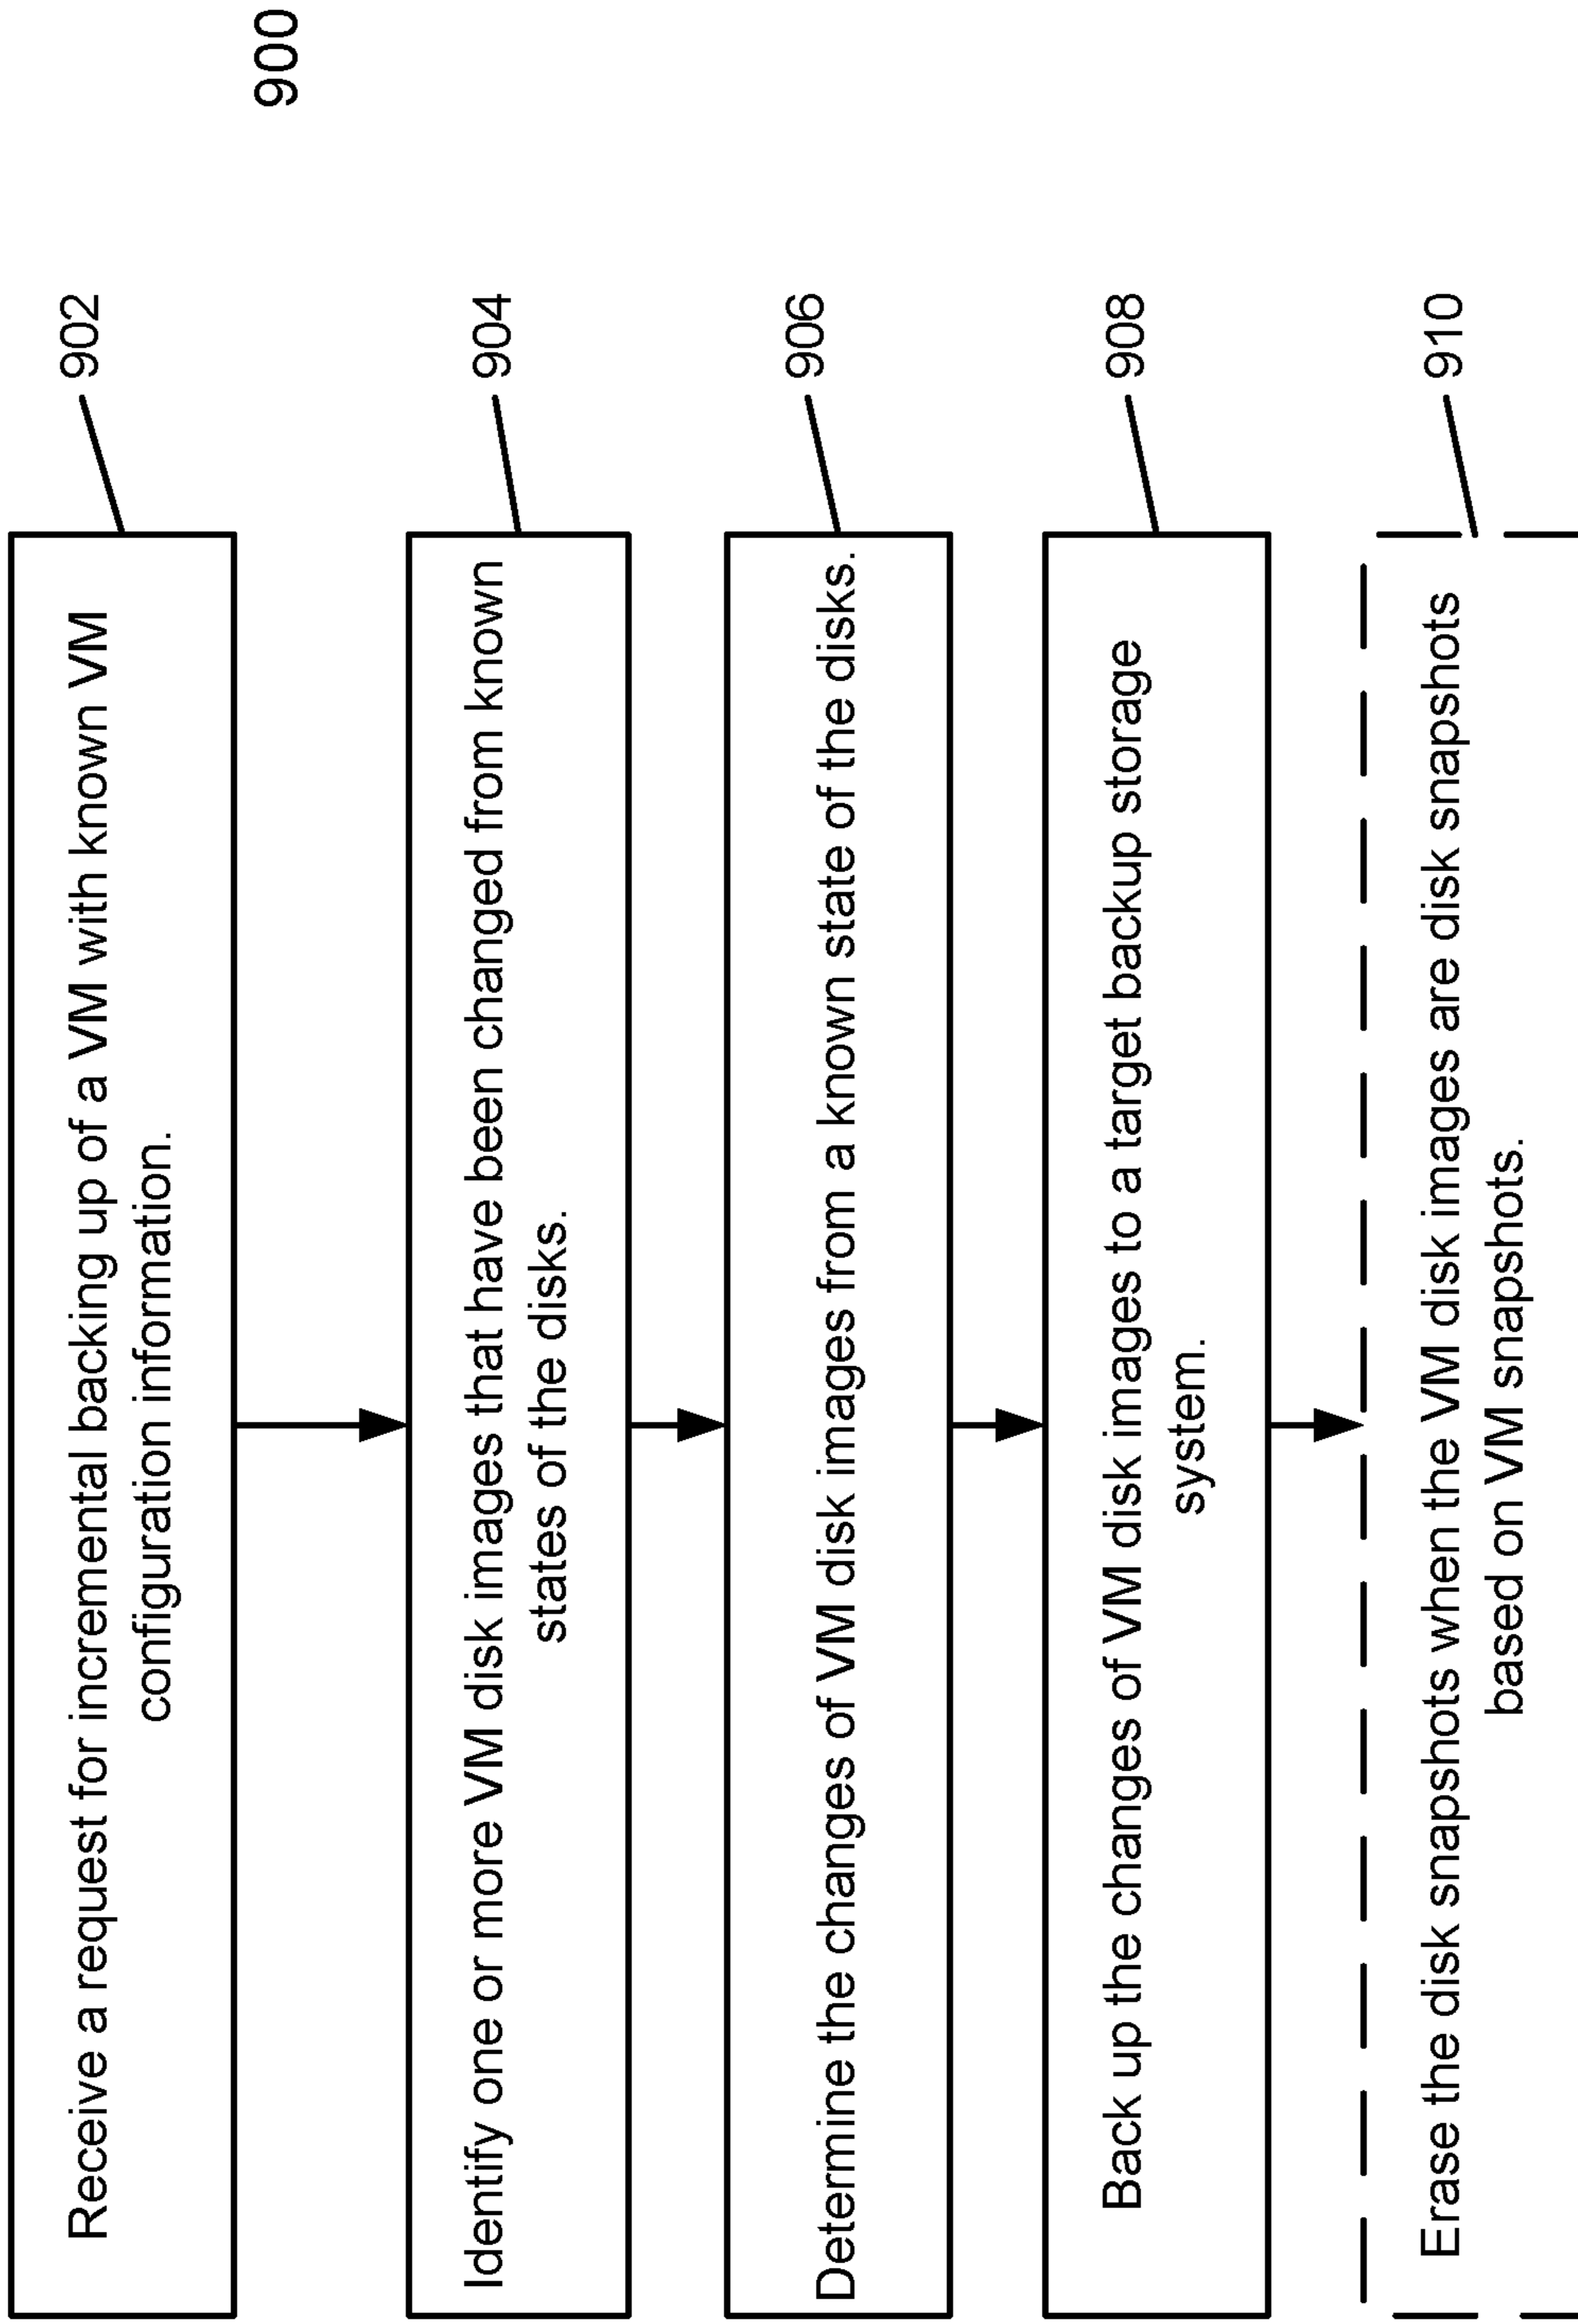 900
Receive a request for incremental backing up of a VM with known VM
configuration information.
902
Identify one or more VM disk images that have been changed from known
states of the disks.
904
Determine the changes of VM disk images from a known state of the disks.
906
Back up the changes of VM disk images to a target backup storage
system.
908
Erase the disk snapshots when the VM disk images are disk snapshots
based on VM snapshots.
910